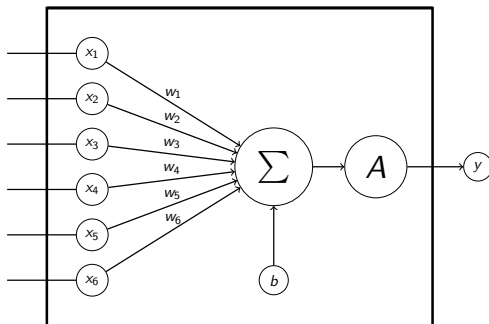 x₁
x₂
x₃
x₄
x₅
x₆
w₁
w₂
w₃
w₄
w₅
w₆
∑
A
y
b